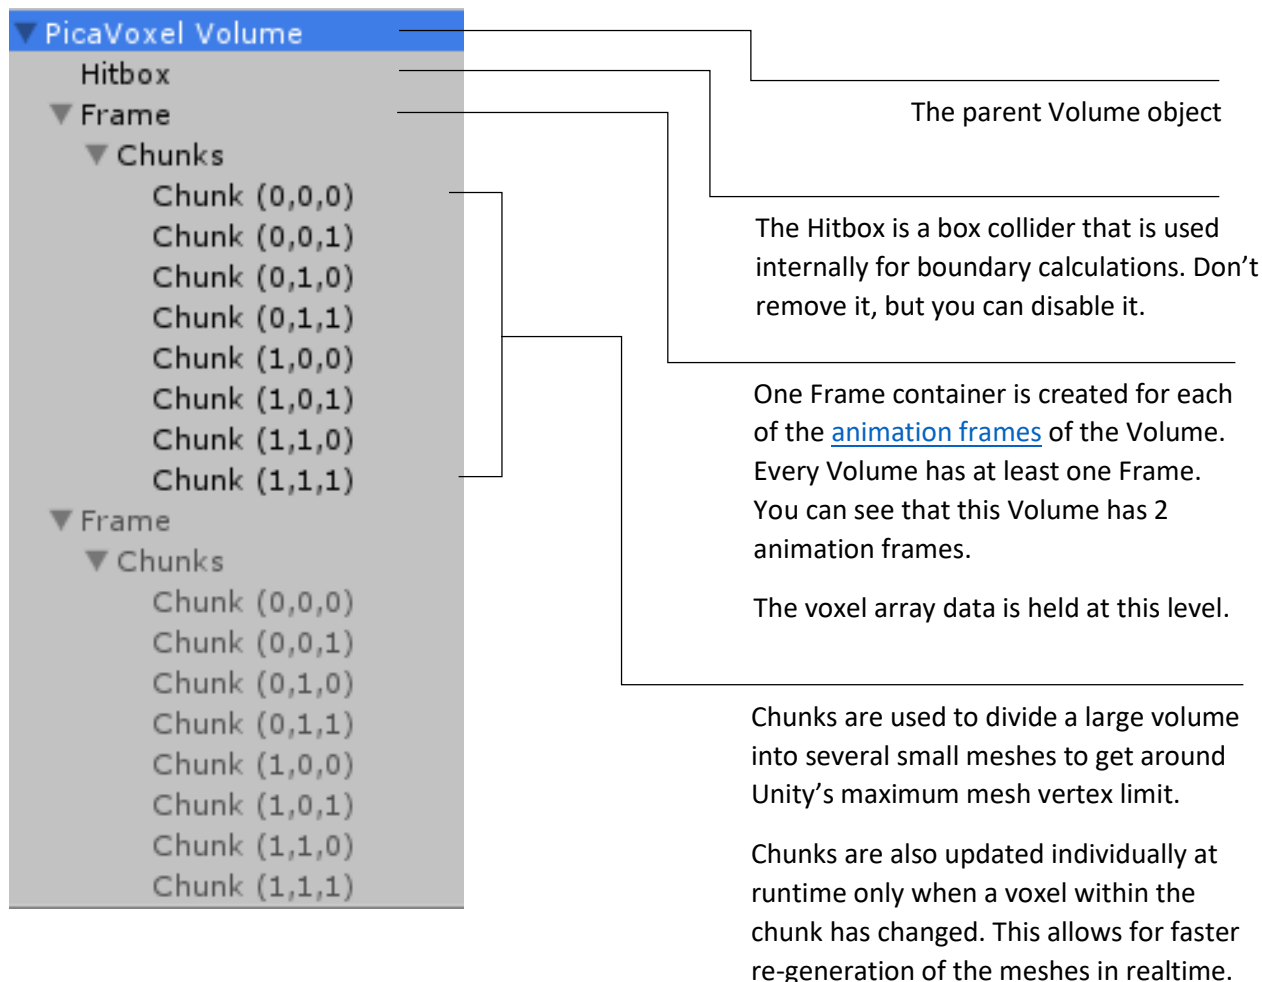 PicaVoxel Volume
Hitbox
Frame
Chunks
Chunk (0,0,0)
Chunk (0,0,1)
Chunk (0,1,0)
Chunk (0,1,1)
Chunk (1,0,0)
Chunk (1,0,1)
Chunk (1,1,0)
Chunk (1,1,1)
Frame
Chunks
Chunk (0,0,0)
Chunk (0,0,1)
Chunk (0,1,0)
Chunk (0,1,1)
Chunk (1,0,0)
Chunk (1,0,1)
Chunk (1,1,0)
Chunk (1,1,1)
The parent Volume object
The Hitbox is a box collider that is used
internally for boundary calculations. Don’t
remove it, but you can disable it.
One Frame container is created for each
of the animation frames of the Volume.
Every Volume has at least one Frame.
You can see that this Volume has 2
animation frames.
The voxel array data is held at this level.
Chunks are used to divide a large volume
into several small meshes to get around
Unity’s maximum mesh vertex limit.
Chunks are also updated individually at
runtime only when a voxel within the
chunk has changed. This allows for faster
re-generation of the meshes in realtime.